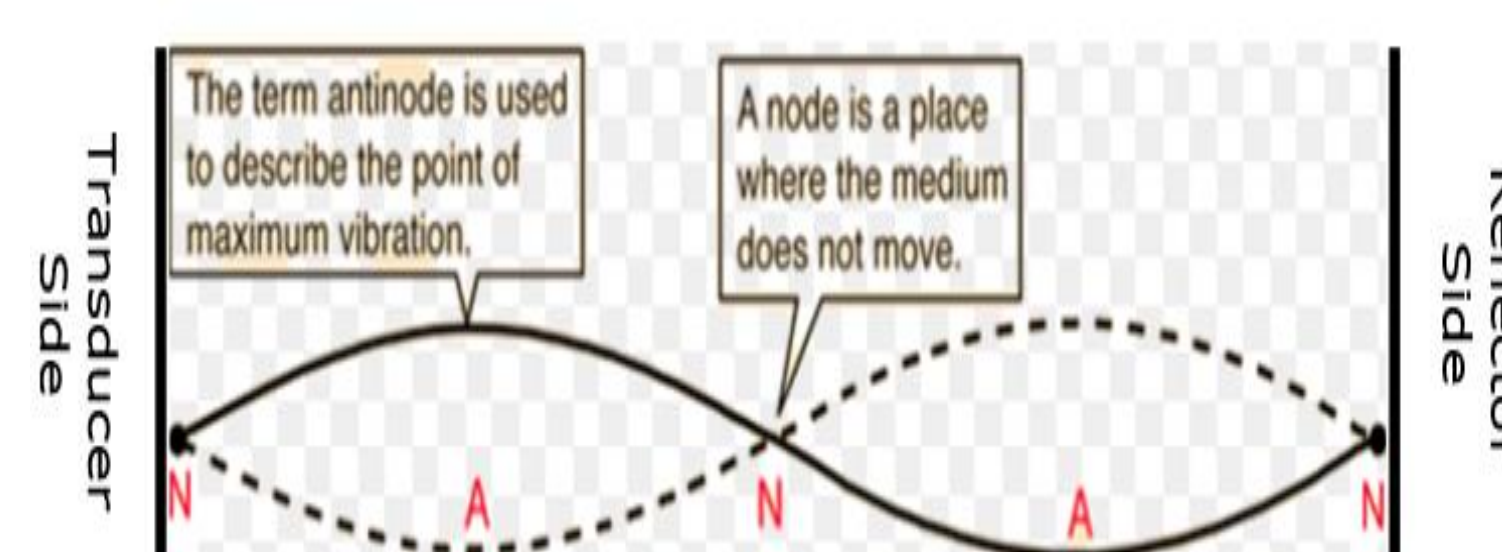 Transducer
Side
The term antinode is used
to describe the point of
maximum vibration.
A node is a place
where the medium
does not move.
Side
N
A
N
A
N